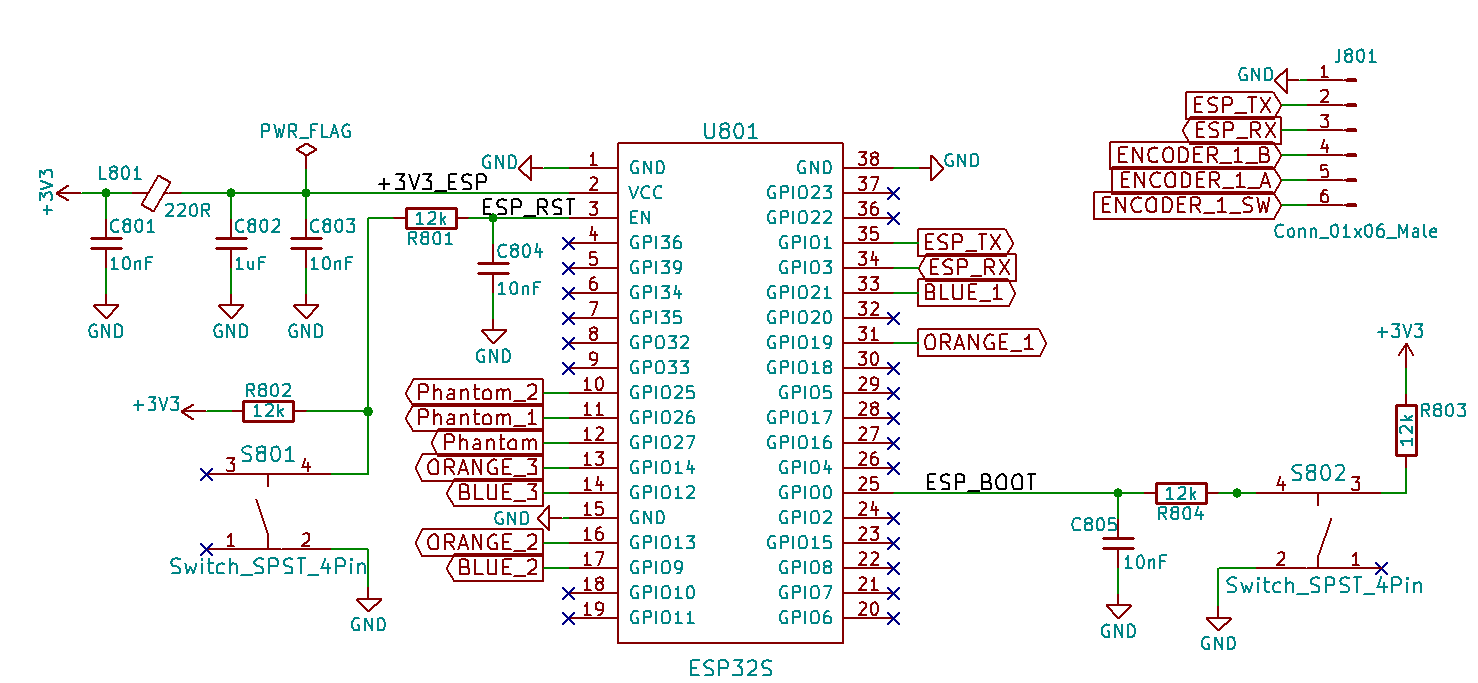 J801
GND 1
ESP_TX 2
ESP_RX 3
ENCODER_1_B 4
ENCODER_1_A 5
ENCODER_1_SW 6
Conn_01x06_Male
PWR_FLAG
+3V3
L801
220R
+3V3_ESP
C801
10nF
GND
C802
1uF
GND
C803
10nF
GND
12k
R801
ESP_RST
C804
10nF
GND
R802
+3V3
12k
S801
3 4
1 2
Switch_SPST_4Pin
GND
U801
GND 1 GND
2 VCC
3 EN
4 GPI36
5 GPI39
6 GPI34
7 GPI35
8 GPO32
9 GPO33
Phantom_2 10 GPIO25
Phantom_1 11 GPIO26
Phantom 12 GPIO27
ORANGE_3 13 GPIO14
BLUE_3 14 GPIO12
GND 15 GND
ORANGE_2 16 GPIO13
BLUE_2 17 GPIO9
18 GPIO10
19 GPIO11
GND 38 GND
GPIO23 37
GPIO22 36
GPIO1 35 ESP_TX
GPIO3 34 ESP_RX
GPIO21 33 BLUE_1
GPIO20 32
GPIO19 31 ORANGE_1
GPIO18 30
GPIO5 29
GPIO17 28
GPIO16 27
GPIO4 26
GPIO0 25 ESP_BOOT
GPIO2 24
GPIO15 23
GPIO8 22
GPIO7 21
GPIO6 20
ESP32S
C805
10nF
GND
12k
R804
+3V3
R803
12k
S802
4 3
2 1
Switch_SPST_4Pin
GND